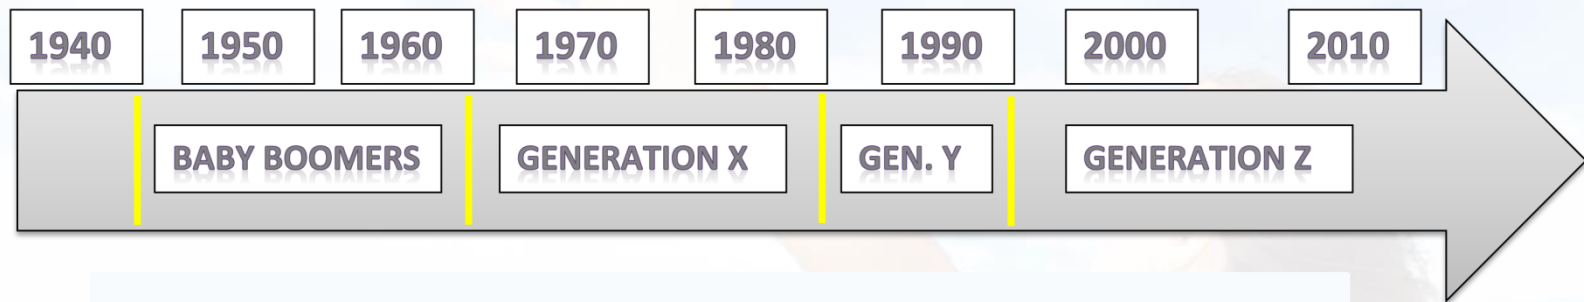 1940 1950 1960 1970 1980 1990 2000 2010
BABY BOOMERS GENERATION X GEN. Y GENERATION Z